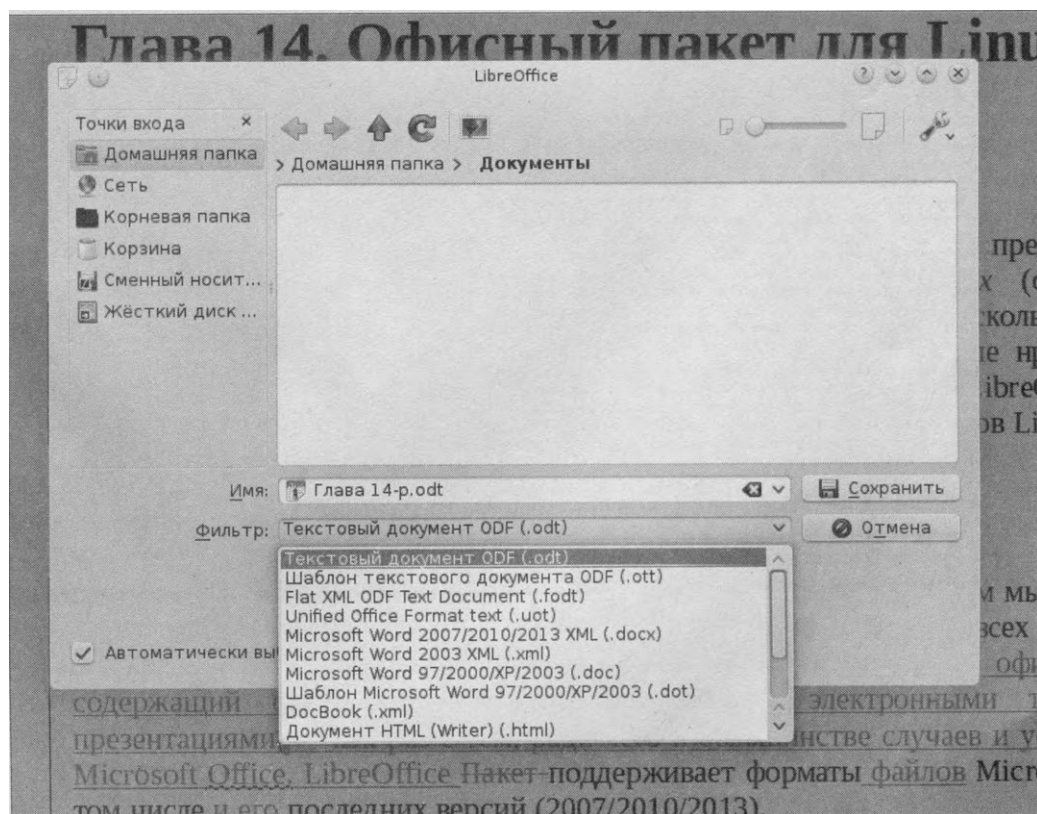 Глава 14. Офисный пакет для Linu
LibreOffice
Точки входа
Домашняя папка
Сеть
Корневая папка
Корзина
Сменный носит...
Жёсткий диск ...
> Домашняя папка > Документы
пре
х (с
сколь
не нр
ibreO
ов Li
Имя: Глава 14-p.odt Сохранить
Фильтр: Текстовый документ ODF (.odt) Отмена
Текстовый документ ODF (.odt)
Шаблон текстового документа ODF (.ott)
Flat XML ODF Text Document (.fodt)
Unified Office Format text (.uot)
Microsoft Word 2007/2010/2013 XML (.docx)
Microsoft Word 2003 XML (.xml)
Microsoft Word 97/2000/XP/2003 (.doc)
Шаблон Microsoft Word 97/2000/XP/2003 (.dot)
DocBook (.xml)
Документ HTML (Writer) (.html)
Автоматически вы
м мы
всех
офи
содержащий электронными т
презентациями нстве случаев и у
Microsoft Office. LibreOffice Пакет поддерживает форматы файлов Micro
том числе и его последних версий (2007/2010/2013).